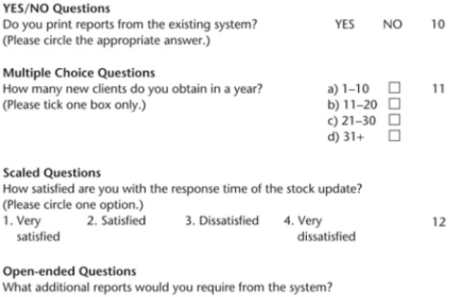 YES/NO Questions
Do you print reports from the existing system? YES NO 10
(Please circle the appropriate answer.)
Multiple Choice Questions
How many new clients do you obtain in a year? a) 1–10 11
(Please tick one box only.) b) 11–20
c) 21–30
d) 31+
Scaled Questions
How satisfied are you with the response time of the stock update?
(Please circle one option.)
1. Very 2. Satisfied 3. Dissatisfied 4. Very 12
satisfied dissatisfied
Open-ended Questions
What additional reports would you require from the system?